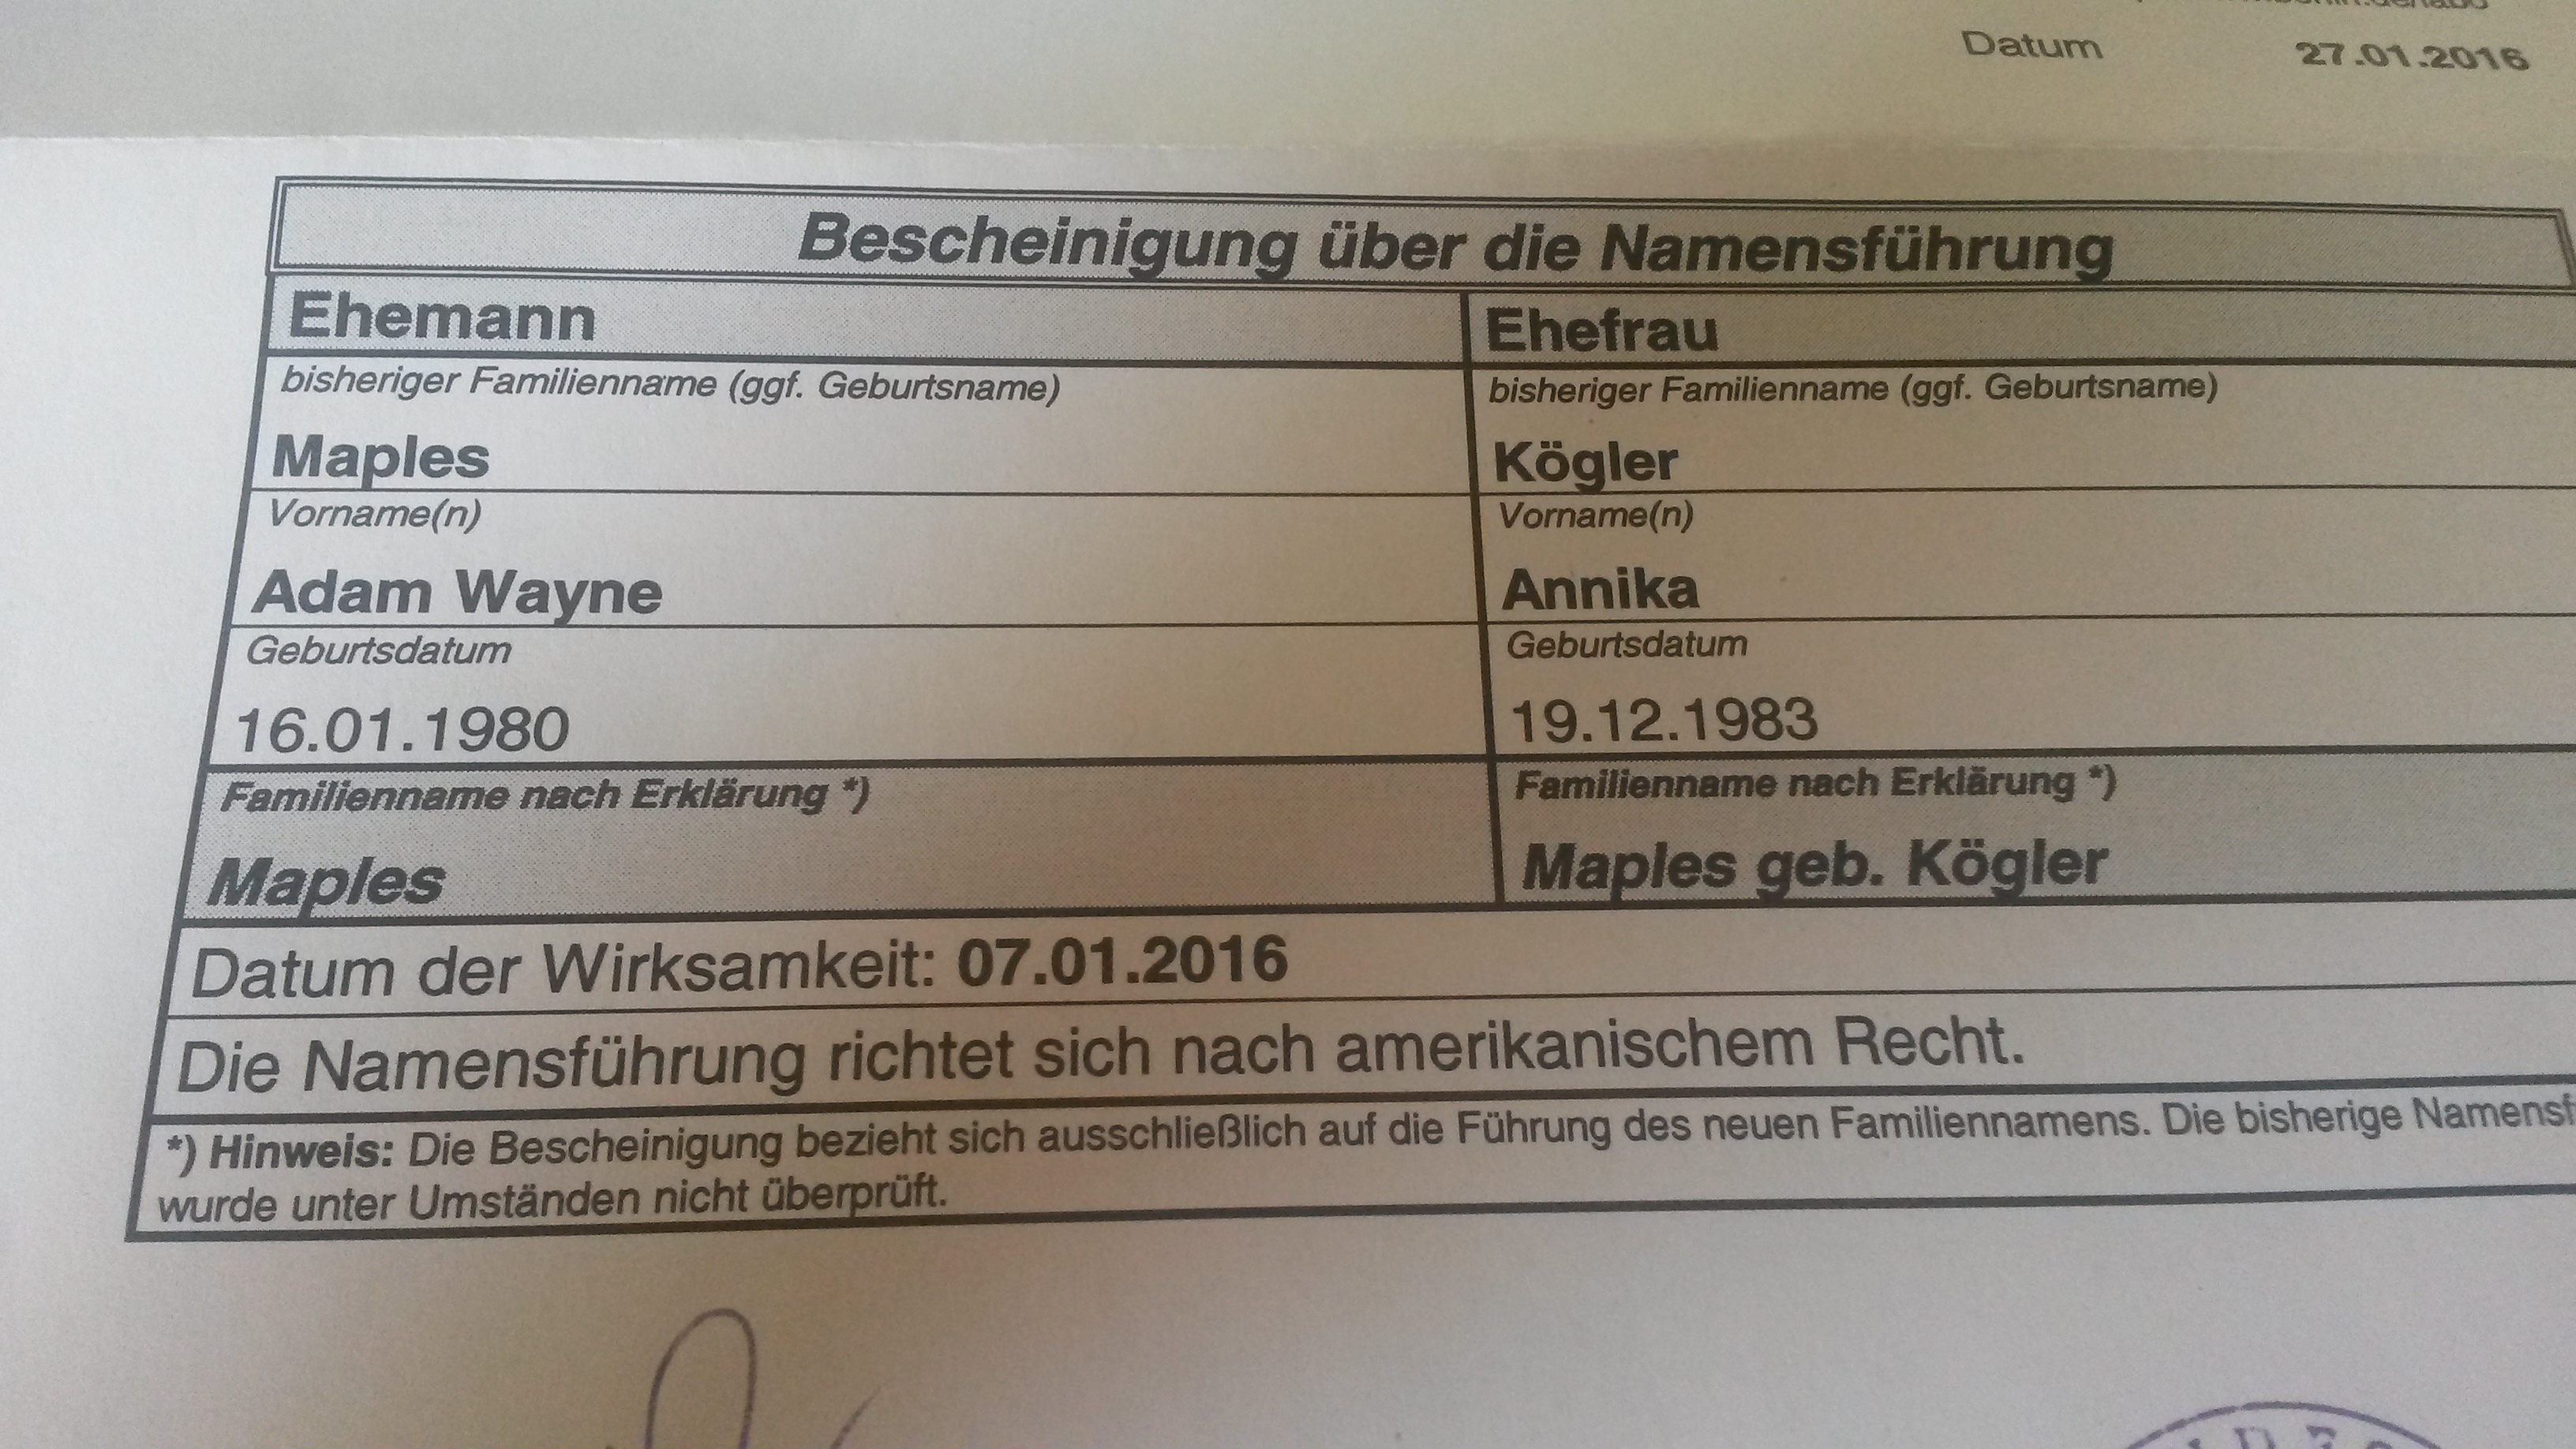 Datum 27.01.2016
Bescheinigung über die Namensführung
Ehemann Ehefrau
bisheriger Familienname (ggf. Geburtsname) bisheriger Familienname (ggf. Geburtsname)
Maples Kögler
Vorname(n) Vorname(n)
Adam Wayne Annika
Geburtsdatum Geburtsdatum
16.01.1980 19.12.1983
Familienname nach Erklärung *) Familienname nach Erklärung *)
Maples Maples geb. Kögler
Datum der Wirksamkeit: 07.01.2016
Die Namensführung richtet sich nach amerikanischem Recht.
*) Hinweis: Die Bescheinigung bezieht sich ausschließlich auf die Führung des neuen Familiennamens. Die bisherige Namensf
wurde unter Umständen nicht überprüft.